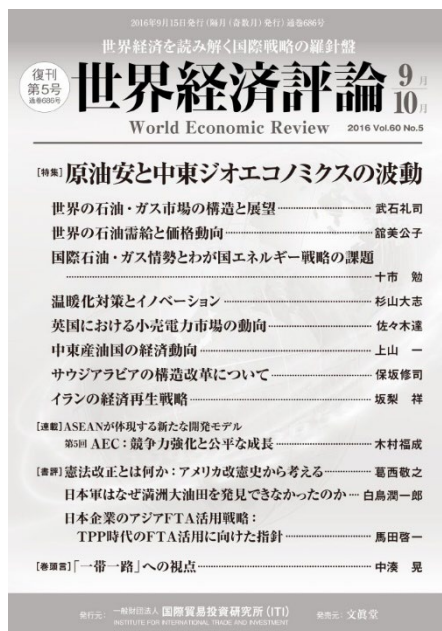 2016年9月15日発行(隔月(奇数月)発行)通巻686号
世界経済を読み解く国際戦略の羅針盤
復刊
第5号
通巻686号
世界経済評論
9月
10月
World Economic Review
2016 Vol.60 No.5
[特集]原油安と中東ジオエコノミクスの波動
世界の石油・ガス市場の構造と展望 武石礼司
世界の石油需給と価格動向 舘美公子
国際石油・ガス情勢とわが国エネルギー戦略の課題
十市 勉
温暖化対策とイノベーション 杉山大志
英国における小売電力市場の動向 佐々木達
中東産油国の経済動向 上山 一
サウジアラビアの構造改革について 保坂修司
イランの経済再生戦略 坂梨 祥
[連載]ASEANが体現する新たな開発モデル
第5回 AEC:競争力強化と公平な成長 木村福成
[書評]憲法改正とは何か:アメリカ改憲史から考える 葛西敬之
日本軍はなぜ満洲大油田を発見できなかったのか 白鳥潤一郎
日本企業のアジアFTA活用戦略:
TPP時代のFTA活用に向けた指針 馬田啓一
[巻頭言]「一帯一路」への視点 中湊 晃
発行元: 一般財団法人 国際貿易投資研究所(ITI)
INSTITUTE FOR INTERNATIONAL TRADE AND INVESTMENT
発売元: 文眞堂